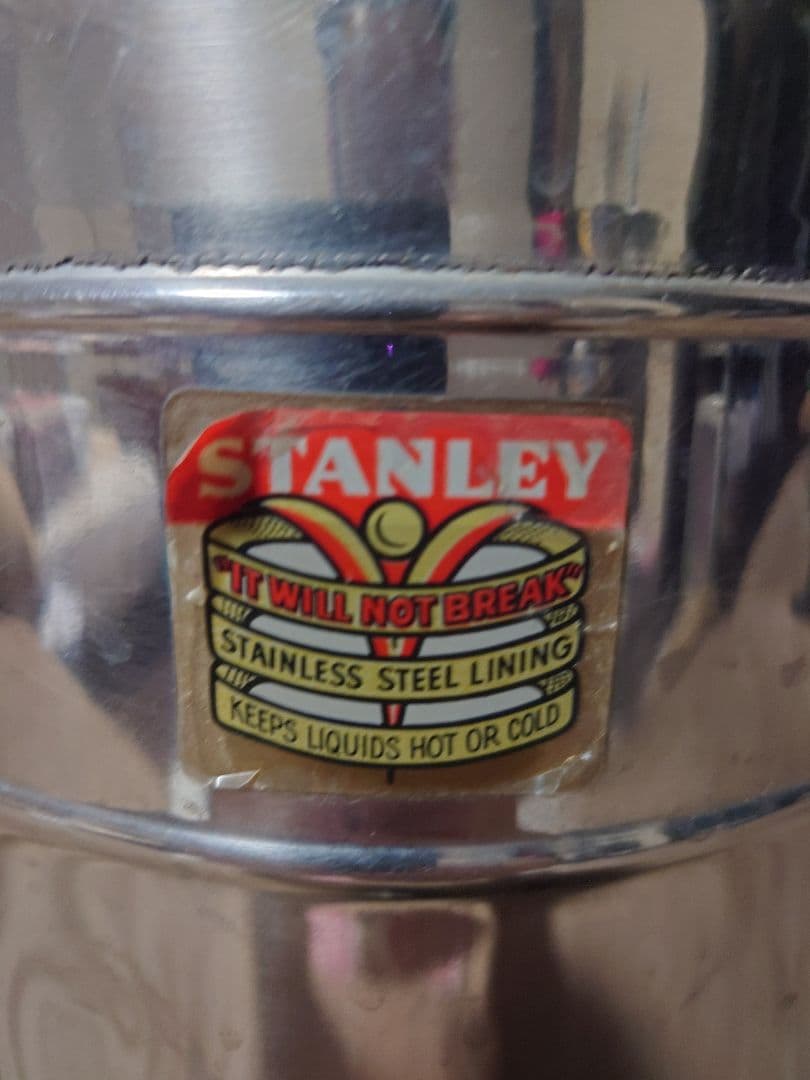 STANLEY
"IT WILL NOT BREAK"
STAINLESS STEEL LINING
KEEPS LIQUIDS HOT OR COLD